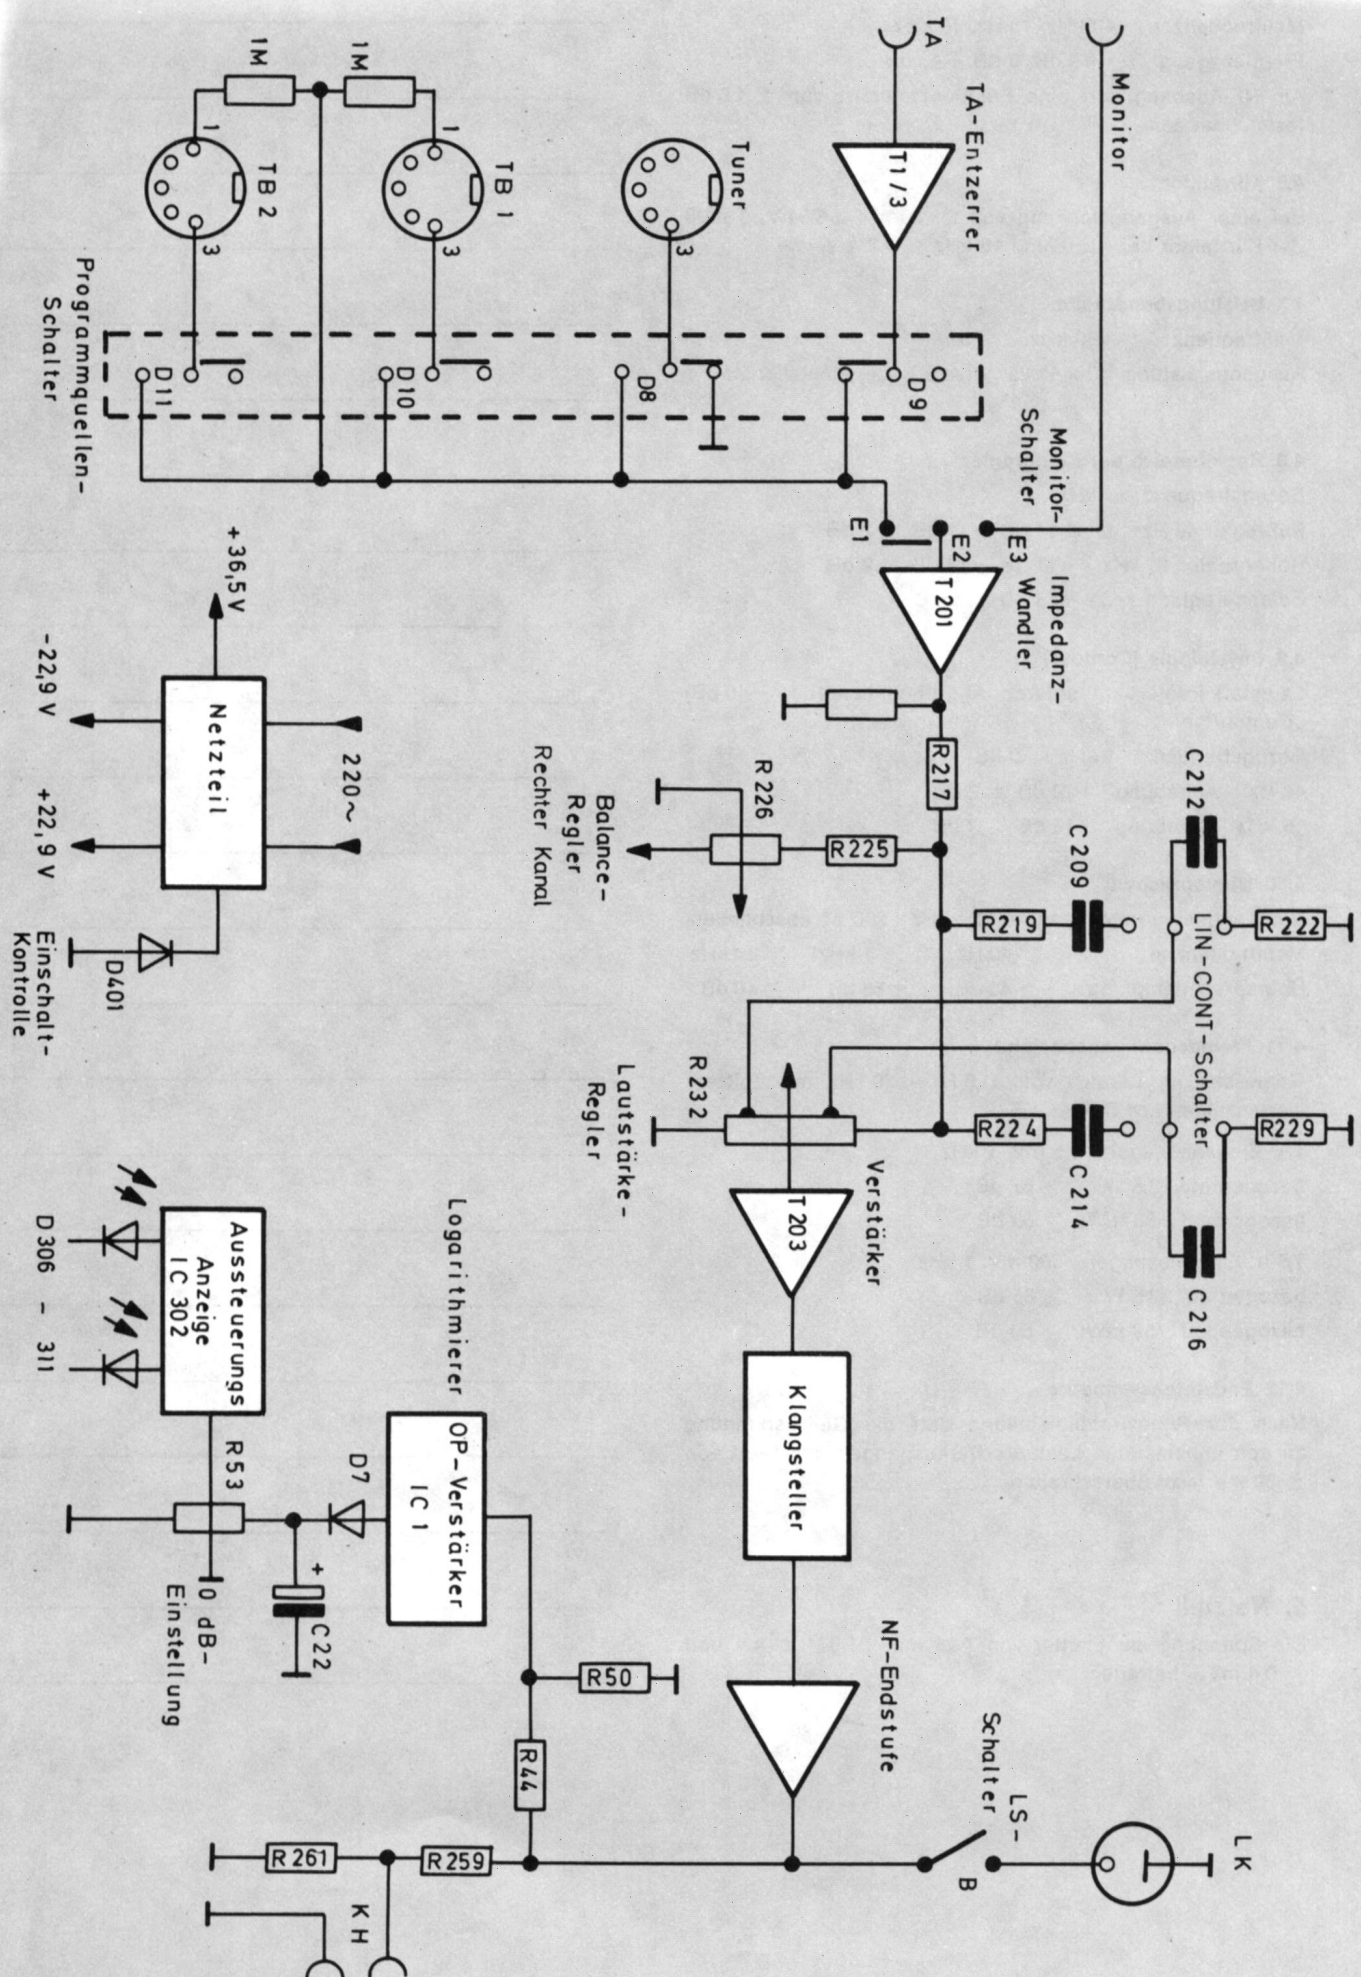 Monitor
TA
TA-Entzerrer
T1/3
Tuner
3
1M
1M
1
TB 1
3
1
TB 2
3
D9
D8
D10
D11
Programmquellen-
Schalter
Monitor-
Schalter
E1
E2
E3
Impedanz-
Wandler
T 201
R217
R225
R 226
Balance-
Regler
Rechter Kanal
C 212
C 209
R219
R 222
LIN-CONT-Schalter
R224
C 214
R229
C 216
R 232
Lautstärke-
Regler
Verstärker
T 203
Klangsteller
NF-Endstufe
LS-
Schalter
B
LK
+36,5V
-22,9 V
+22,9 V
Netzteil
220~
D401
Einschalt-
Kontrolle
Logarithmierer
OP-Verstärker
IC 1
D7
R50
R44
R259
R261
KH
Aussteuerungs
Anzeige
IC 302
D306 - 311
R53
+
C22
0 dB-
Einstellung